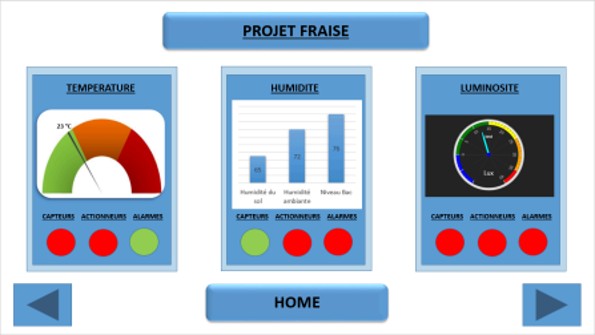 PROJET FRAISE
TEMPERATURE
23 °C
CAPTEURS ACTIONNEURS ALARMES
HUMIDITE
65
72
76
Humidité du sol
Humidité ambiante
Niveau Bac
CAPTEURS ACTIONNEURS ALARMES
LUMINOSITE
Lux
CAPTEURS ACTIONNEURS ALARMES
HOME